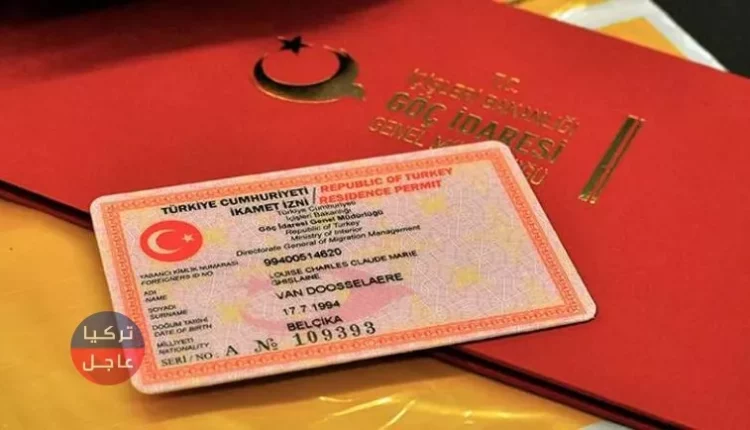 T.C.
İÇİŞLERİ BAKANLIĞI
GÖÇ İDARESİ
GENEL
TÜRKİYE CUMHURİYETİ / REPUBLIC OF TURKEY
İKAMET İZNİ / RESIDENCE PERMIT
Türkiye Cumhuriyeti
İçişleri Bakanlığı
Göç İdaresi Genel Müdürlüğü
Republic of Turkey
Ministry of Interior
Directorate General of Migration Management
YABANCI KİMLİK NUMARASI 99400514620
FOREIGNERS ID NO
ADI LOUISE CHARLES CLAUDE MARIE
NAME GHISLAINE
SOYADI VAN DOOSSELAERE
SURNAME
DOĞUM TARİHİ 17.7.1994
DATE OF BIRTH
MİLLİYETİ BELÇİKA
NATIONALITY
SERİ / NO : A № 109393
تركيا
عاجل